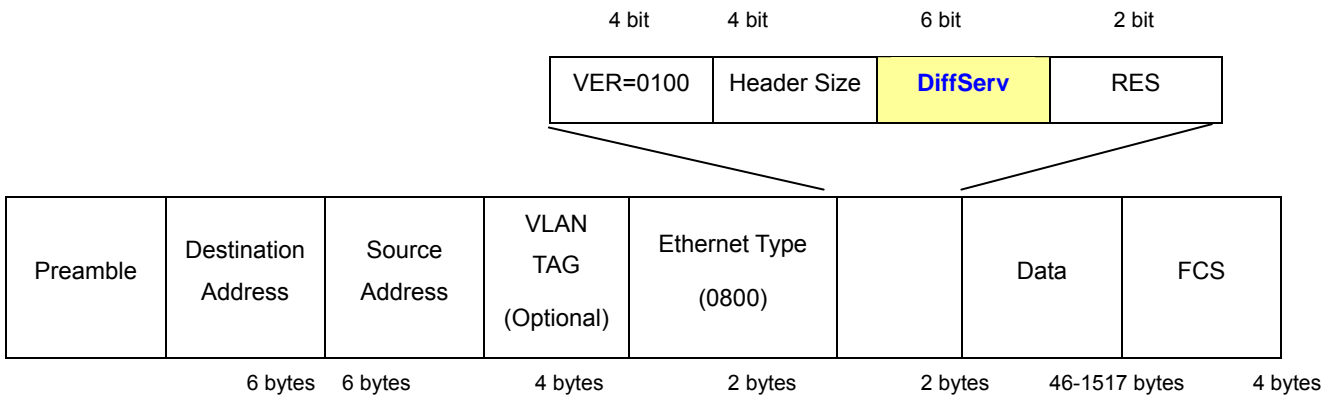 4 bit 4 bit 6 bit 2 bit
VER=0100 Header Size DiffServ RES
Preamble
Destination
Address
Source
Address
VLAN
TAG
(Optional)
Ethernet Type
(0800)
Data
FCS
6 bytes 6 bytes 4 bytes 2 bytes 2 bytes 46-1517 bytes 4 bytes